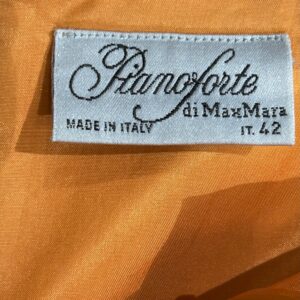 Pianoforte
di MaxMara
MADE IN ITALY IT. 42